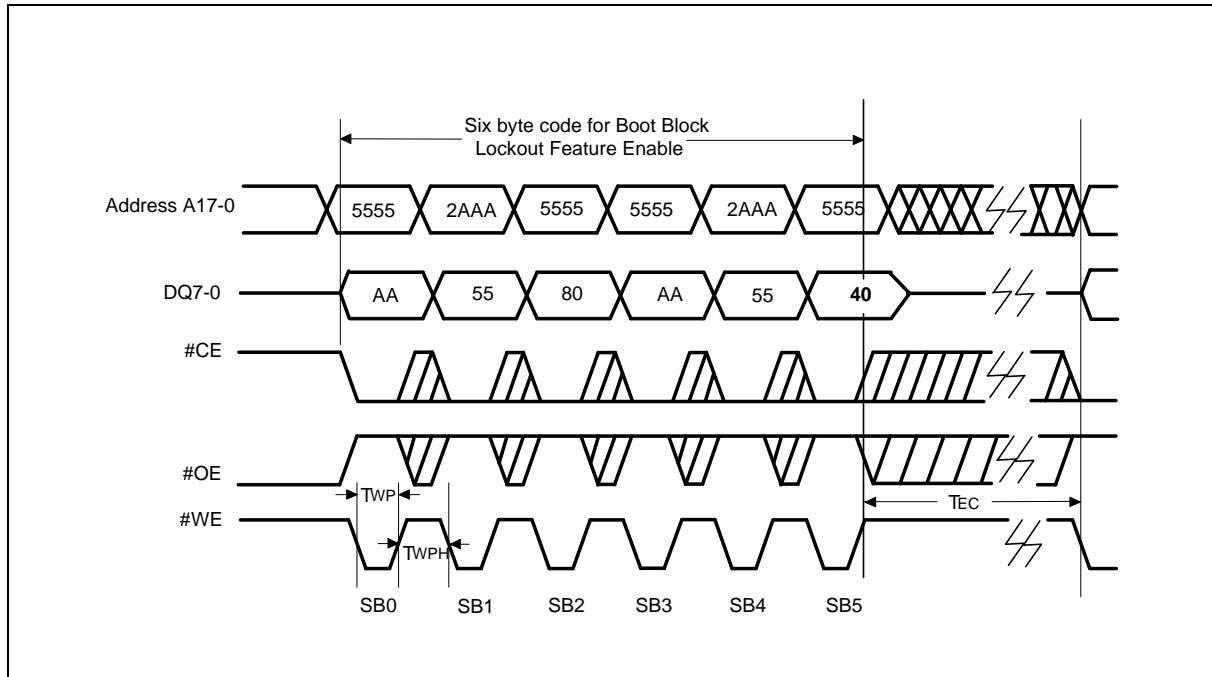 Six byte code for Boot Block
Lockout Feature Enable
Address A17-0
5555 2AAA 5555 5555 2AAA 5555
DQ7-0
AA 55 80 AA 55 40
#CE
#OE
TWP
TEC
#WE
TWPH
SB0 SB1 SB2 SB3 SB4 SB5